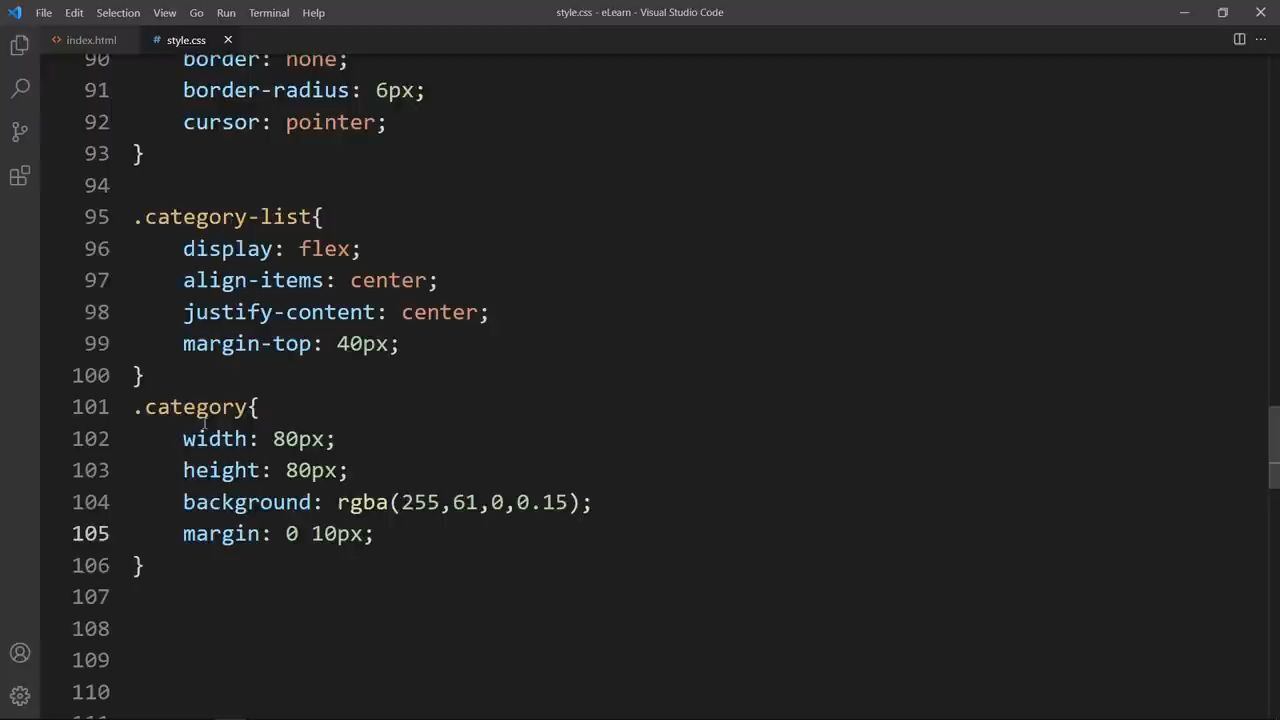 File Edit Selection View Go Run Terminal Help style.css - eLearn - Visual Studio Code
index.html style.css
90 border: none;
91 border-radius: 6px;
92 cursor: pointer;
93 }
94
95 .category-list{
96 display: flex;
97 align-items: center;
98 justify-content: center;
99 margin-top: 40px;
100 }
101 .category{
102 width: 80px;
103 height: 80px;
104 background: rgba(255,61,0,0.15);
105 margin: 0 10px;
106 }
107
108
109
110